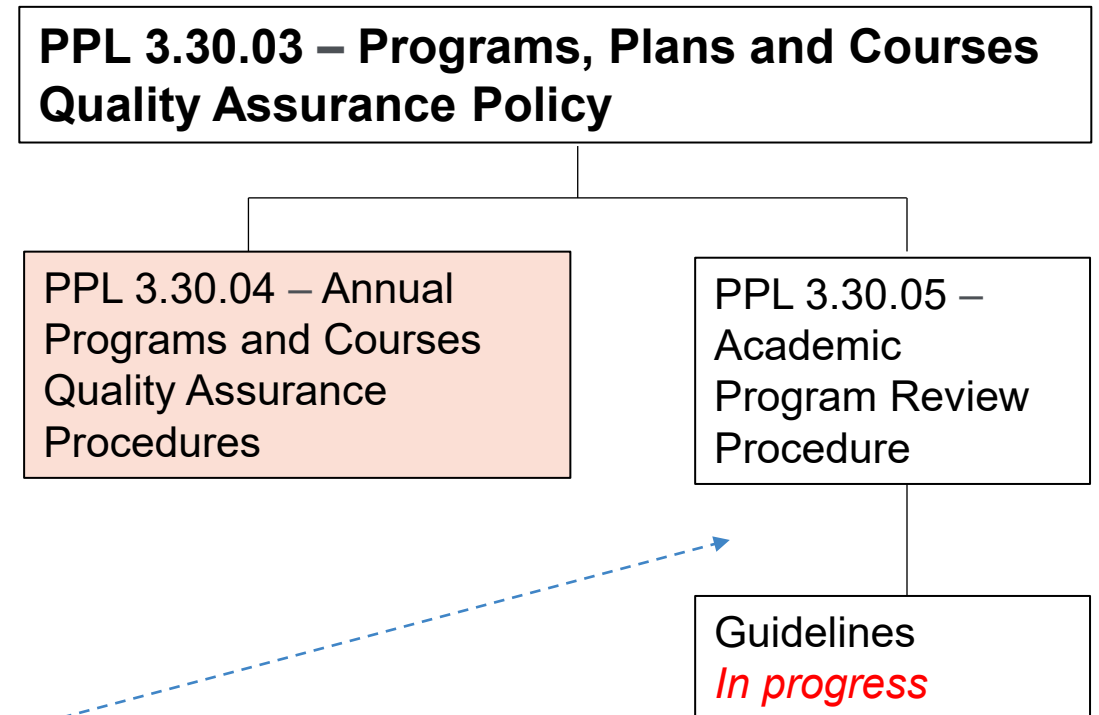 PPL 3.30.03 – Programs, Plans and Courses
Quality Assurance Policy
PPL 3.30.04 – Annual
Programs and Courses
Quality Assurance
Procedures
PPL 3.30.05 –
Academic
Program Review
Procedure
Guidelines
In progress